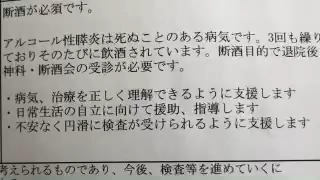 断酒が必須です。
アルコール性膵炎は死ぬことのある病気です。3回も繰り
ておりそのたびに飲酒されています。断酒目的で退院後
神科・断酒会の受診が必要です。
・病気、治療を正しく理解できるように支援します
・日常生活の自立に向けて援助、指導します
・不安なく円滑に検査が受けられるように支援します
考えられるものであり、今後、検査等を進めていくに